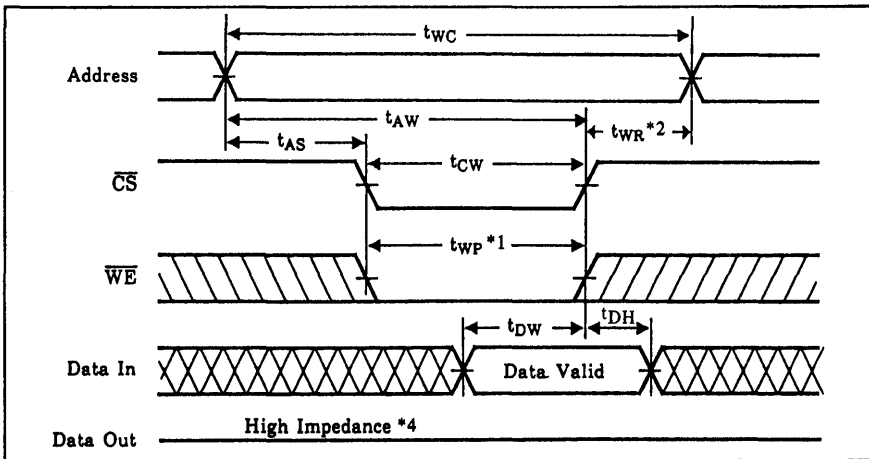 tWC
Address
tAW
tAS
tWR *2
CS
tCW
WE
tWP *1
tDW
tDH
Data In
Data Valid
High Impedance *4
Data Out